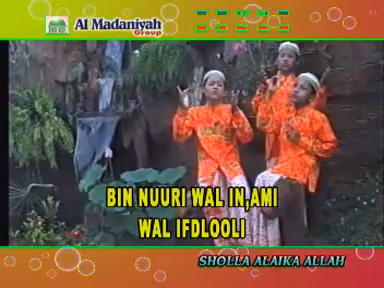 Al Madaniyah
Group
BIN NUURI WAL IN,AMI
WAL IFDLOOLI
SHOLLA ALAIKA ALLAH